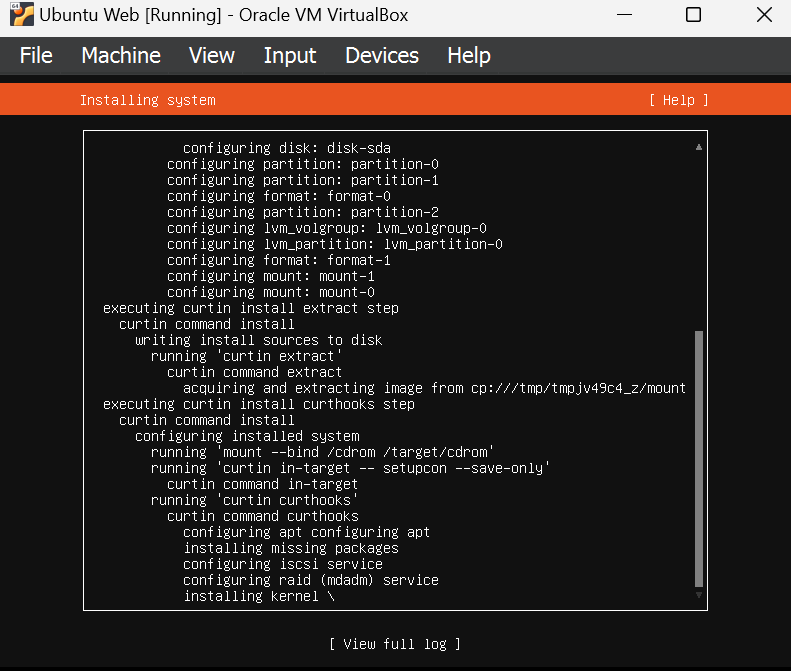 64
Ubuntu Web [Running] - Oracle VM VirtualBox
File Machine View Input Devices Help
Installing system [ Help ]
configuring disk: disk-sda
configuring partition: partition-0
configuring partition: partition-1
configuring format: format-0
configuring partition: partition-2
configuring lvm_volgroup: lvm_volgroup-0
configuring lvm_partition: lvm_partition-0
configuring format: format-1
configuring mount: mount-1
configuring mount: mount-0
executing curtin install extract step
curtin command install
writing install sources to disk
running 'curtin extract'
curtin command extract
acquiring and extracting image from cp:///tmp/tmpjv49c4_z/mount
executing curtin install curthooks step
curtin command install
configuring installed system
running 'mount --bind /cdrom /target/cdrom'
running 'curtin in-target -- setupcon --save-only'
curtin command in-target
running 'curtin curthooks'
curtin command curthooks
configuring apt configuring apt
installing missing packages
configuring iscsi service
configuring raid (mdadm) service
installing kernel \
[ View full log ]